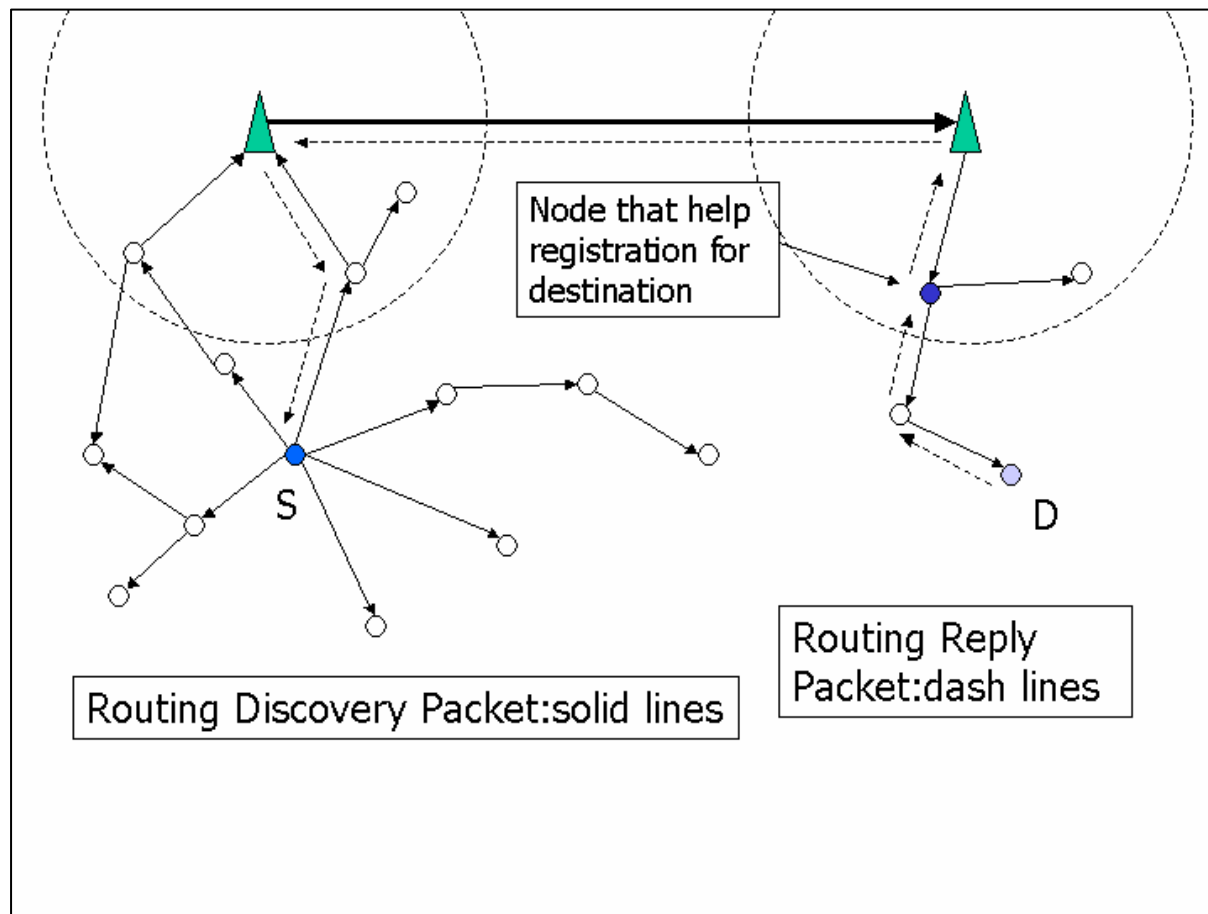 Node that help
registration for
destination
S
D
Routing Reply
Packet:dash lines
Routing Discovery Packet:solid lines